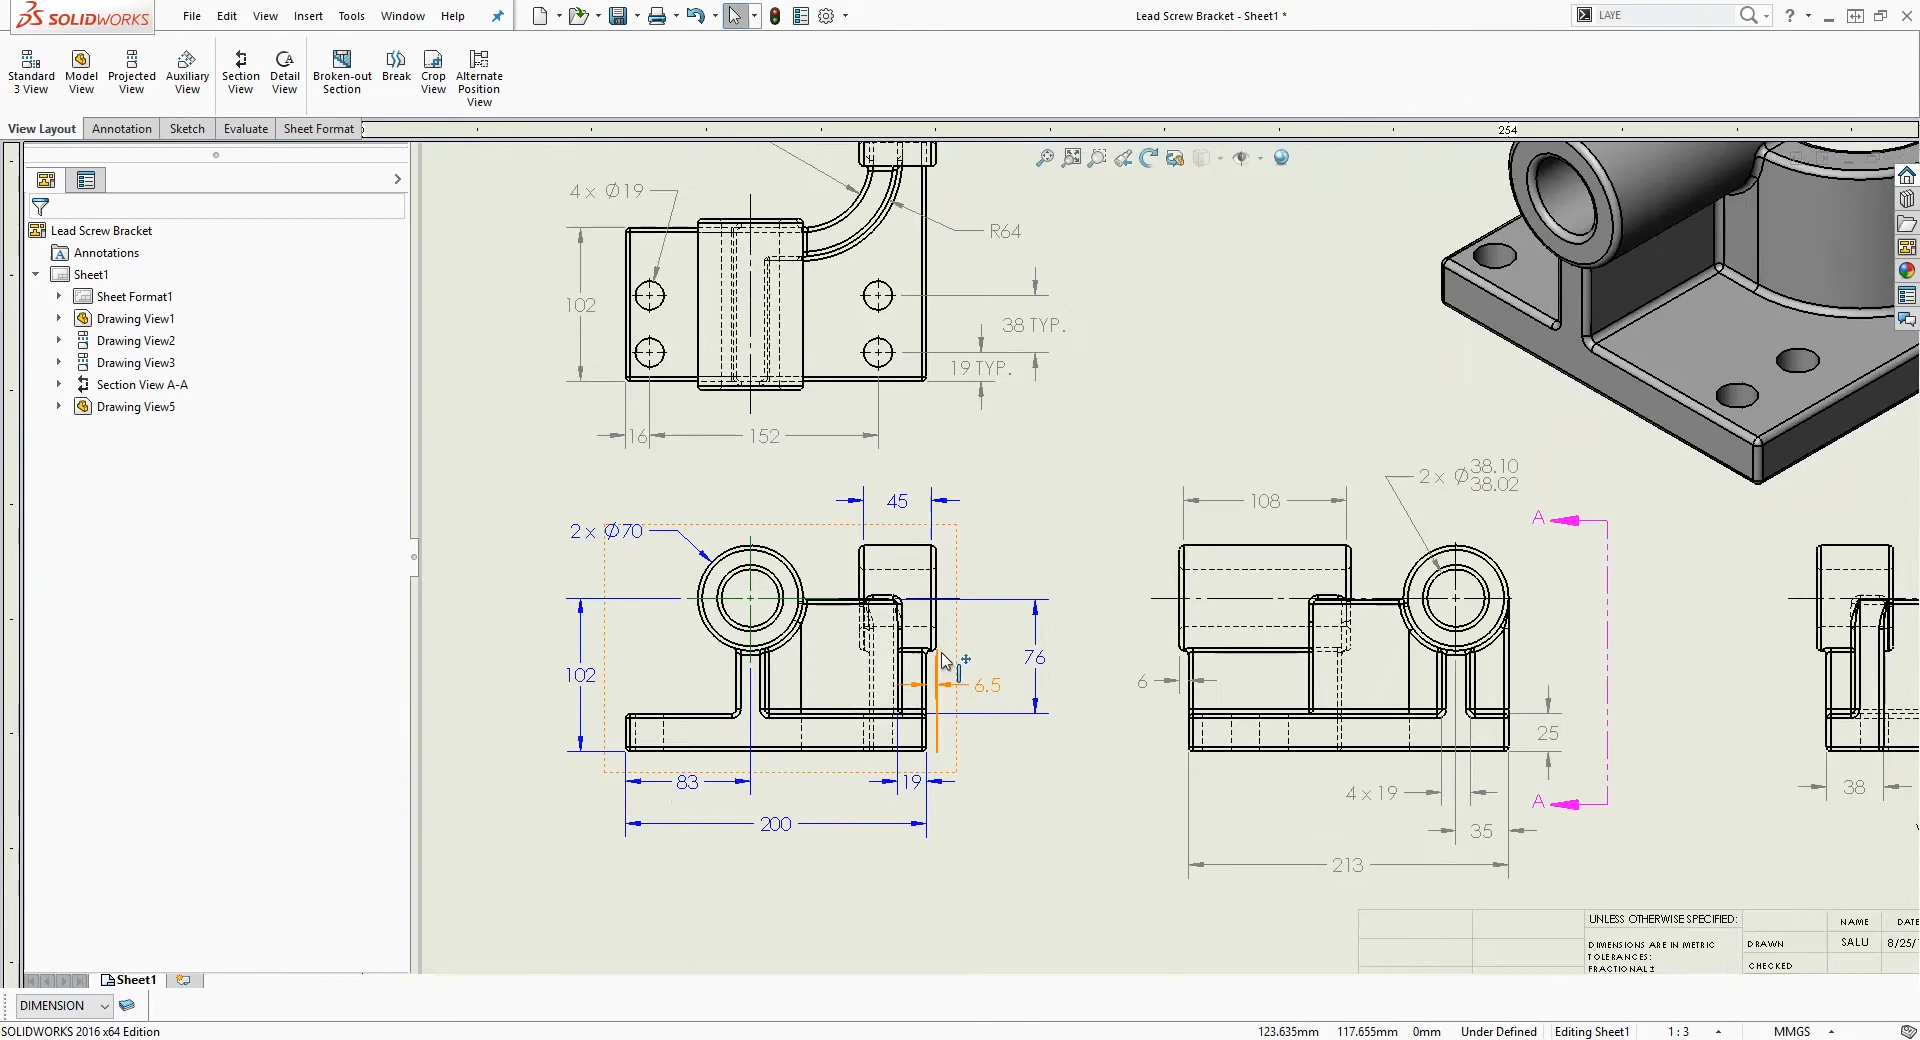 SOLIDWORKS
File Edit View Insert Tools Window Help
Lead Screw Bracket - Sheet1 *
LAYE
Standard 3 View
Model View
Projected View
Auxiliary View
Section View
Detail View
Broken-out Section
Break
Crop View
Alternate Position View
View Layout Annotation Sketch Evaluate Sheet Format
254
Lead Screw Bracket
Annotations
Sheet1
Sheet Format1
Drawing View1
Drawing View2
Drawing View3
Section View A-A
Drawing View5
4 x Ø19
R64
102
38 TYP.
19 TYP.
16
152
45
2 x Ø70
102
76
6.5
83
19
200
108
2 x Ø38.10
38.02
A
6
25
4 x 19
A
35
213
38
UNLESS OTHERWISE SPECIFIED:
DIMENSIONS ARE IN METRIC
TOLERANCES:
FRACTIONAL±
NAME
DATE
DRAWN
SALU
8/25/
CHECKED
Sheet1
DIMENSION
SOLIDWORKS 2016 x64 Edition
123.635mm 117.655mm 0mm Under Defined Editing Sheet1 1 : 3 MMGS